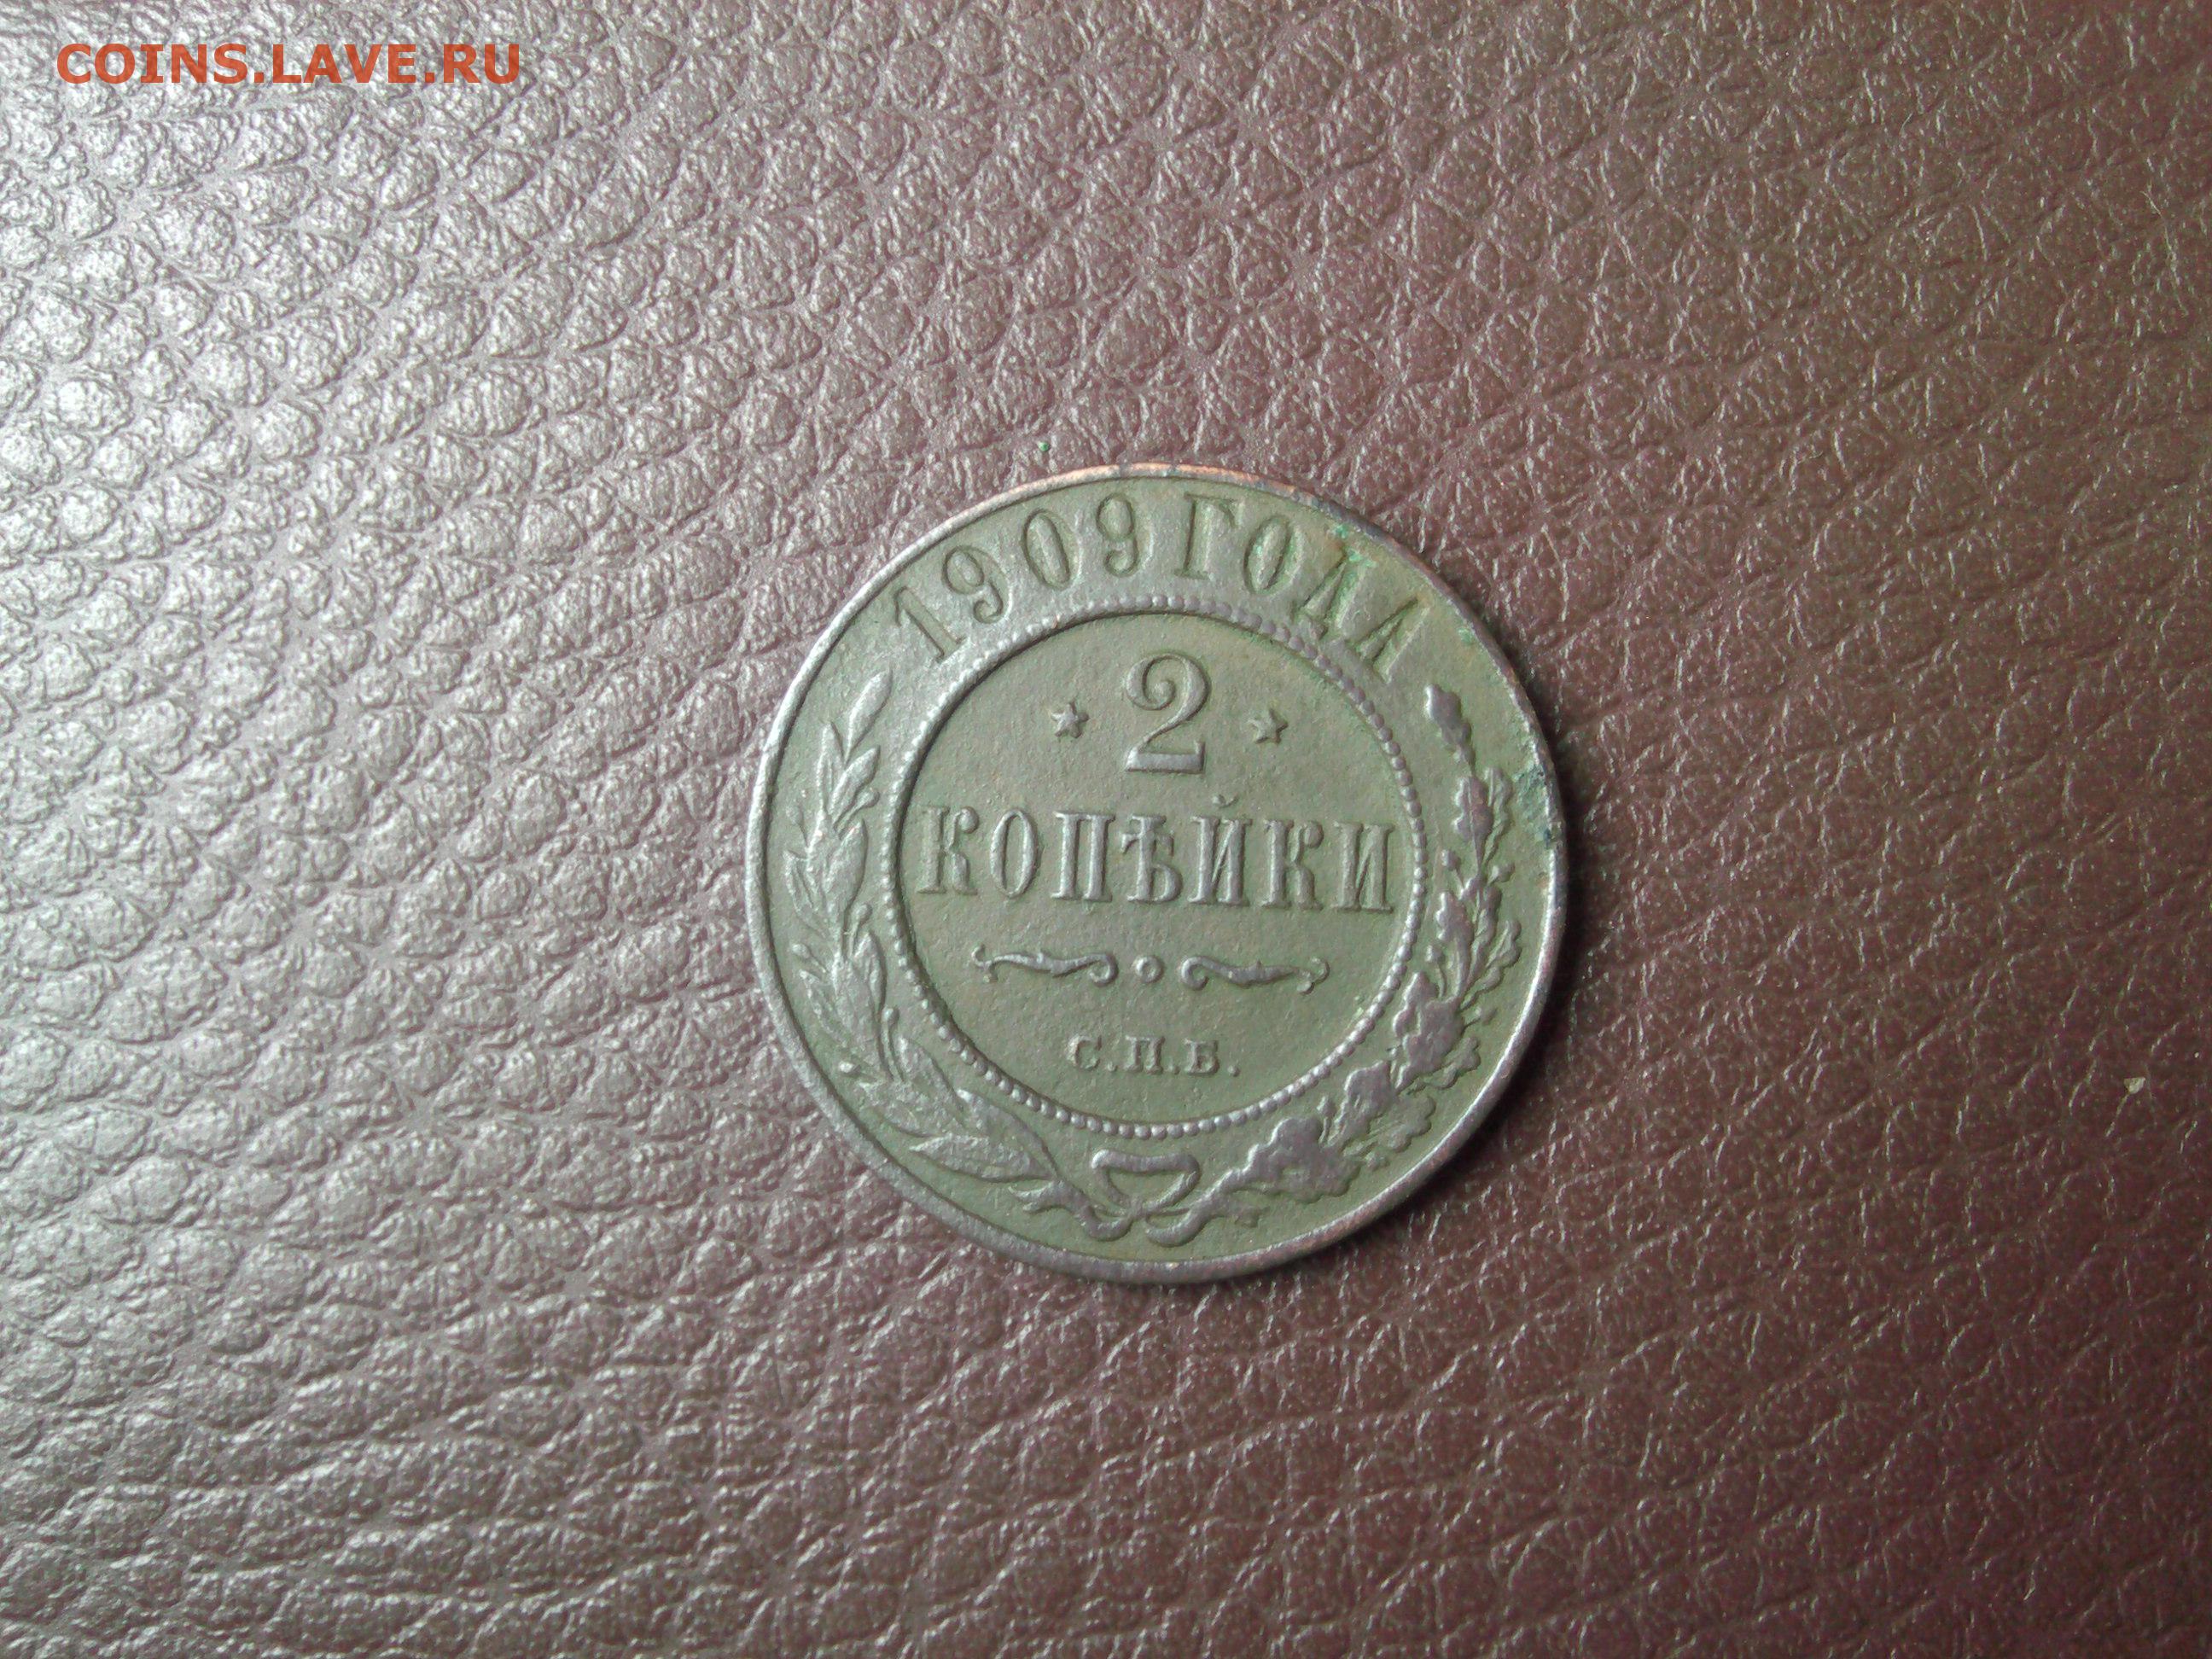 COINS.LAVE.RU
1909 ГОДА
2
КОПѢЙКИ
С.П.Б.